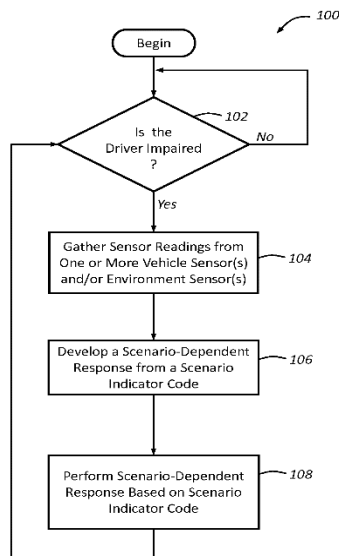 100
Begin
102
Is the
Driver Impaired
?
No
Yes
Gather Sensor Readings from
One or More Vehicle Sensor(s)
and/or Environment Sensor(s)
104
Develop a Scenario-Dependent
Response from a Scenario
Indicator Code
106
Perform Scenario-Dependent
Response Based on Scenario
Indicator Code
108